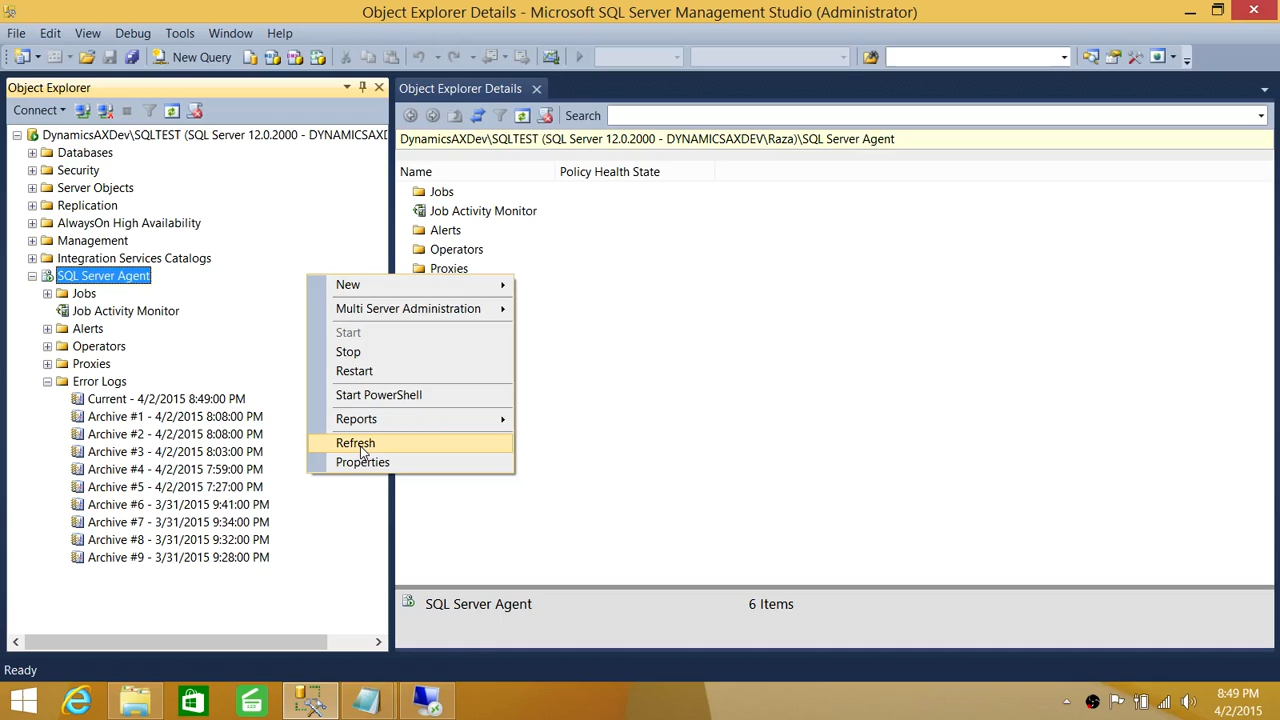 Object Explorer Details - Microsoft SQL Server Management Studio (Administrator)
File Edit View Debug Tools Window Help
New Query
Object Explorer
Connect
DynamicsAXDev\SQLTEST (SQL Server 12.0.2000 - DYNAMICSAXD
Databases
Security
Server Objects
Replication
AlwaysOn High Availability
Management
Integration Services Catalogs
SQL Server Agent
Jobs
Job Activity Monitor
Alerts
Operators
Proxies
Error Logs
Current - 4/2/2015 8:49:00 PM
Archive #1 - 4/2/2015 8:08:00 PM
Archive #2 - 4/2/2015 8:08:00 PM
Archive #3 - 4/2/2015 8:03:00 PM
Archive #4 - 4/2/2015 7:59:00 PM
Archive #5 - 4/2/2015 7:27:00 PM
Archive #6 - 3/31/2015 9:41:00 PM
Archive #7 - 3/31/2015 9:34:00 PM
Archive #8 - 3/31/2015 9:32:00 PM
Archive #9 - 3/31/2015 9:28:00 PM
Object Explorer Details
Search
DynamicsAXDev\SQLTEST (SQL Server 12.0.2000 - DYNAMICSAXDEV\Raza)\SQL Server Agent
Name Policy Health State
Jobs
Job Activity Monitor
Alerts
Operators
Proxies
New
Multi Server Administration
Start
Stop
Restart
Start PowerShell
Reports
Refresh
Properties
SQL Server Agent 6 Items
Ready
8:49 PM
4/2/2015